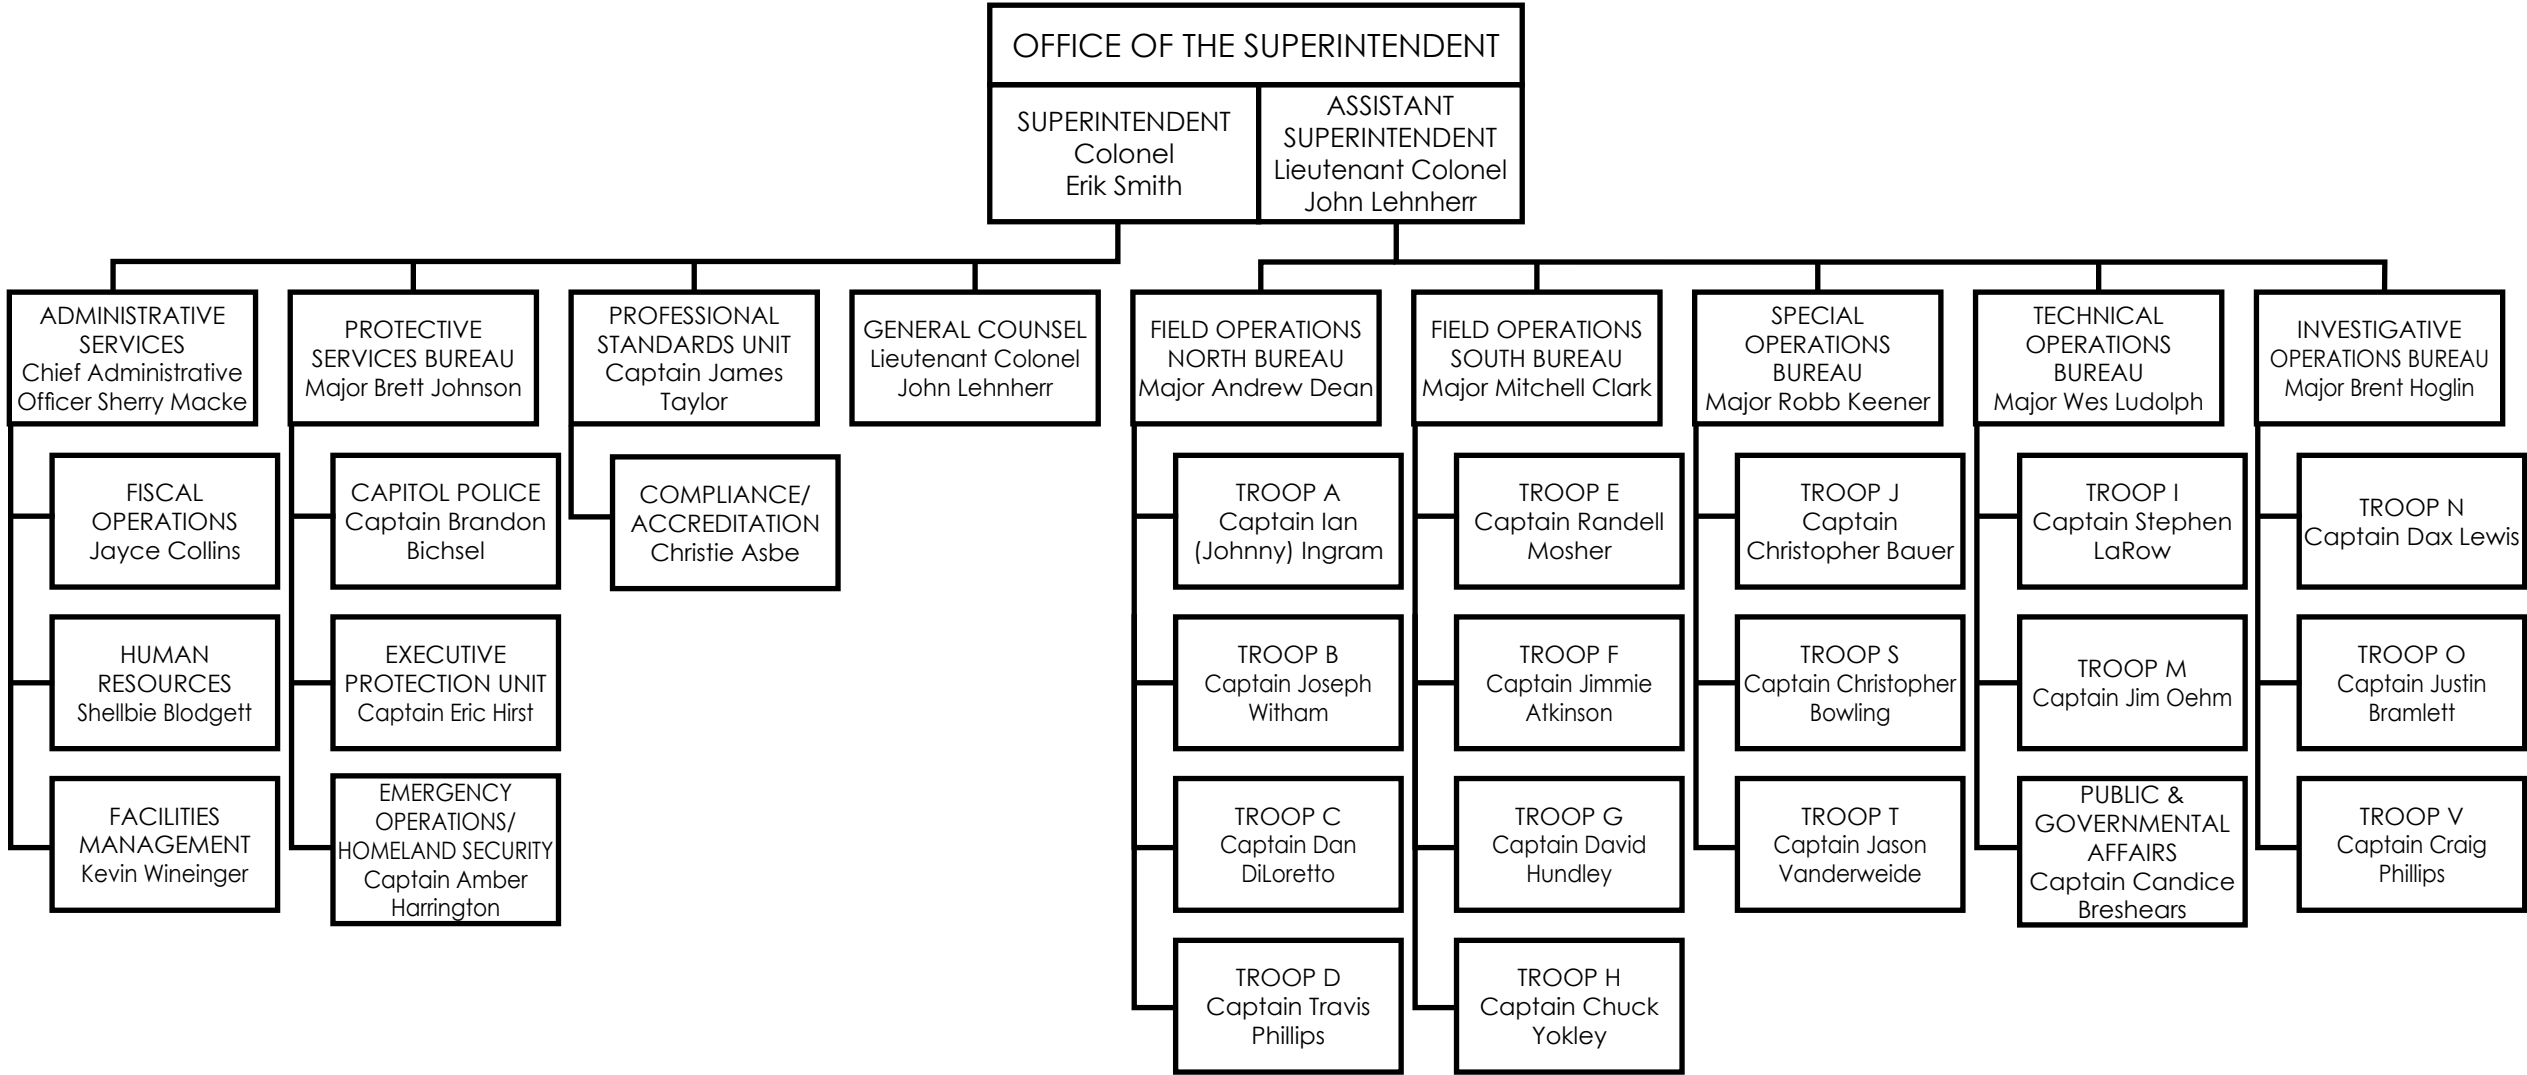 OFFICE OF THE SUPERINTENDENT
SUPERINTENDENT
Colonel
Erik Smith
ASSISTANT
SUPERINTENDENT
Lieutenant Colonel
John Lehnherr
ADMINISTRATIVE
SERVICES
Chief Administrative
Officer Sherry Macke
PROTECTIVE
SERVICES BUREAU
Major Brett Johnson
PROFESSIONAL
STANDARDS UNIT
Captain James
Taylor
GENERAL COUNSEL
Lieutenant Colonel
John Lehnherr
FIELD OPERATIONS
NORTH BUREAU
Major Andrew Dean
FIELD OPERATIONS
SOUTH BUREAU
Major Mitchell Clark
SPECIAL
OPERATIONS
BUREAU
Major Robb Keener
TECHNICAL
OPERATIONS
BUREAU
Major Wes Ludolph
INVESTIGATIVE
OPERATIONS BUREAU
Major Brent Hoglin
FISCAL
OPERATIONS
Jayce Collins
CAPITOL POLICE
Captain Brandon
Bichsel
COMPLIANCE/
ACCREDITATION
Christie Asbe
TROOP A
Captain Ian
(Johnny) Ingram
TROOP E
Captain Randell
Mosher
TROOP J
Captain
Christopher Bauer
TROOP I
Captain Stephen
LaRow
TROOP N
Captain Dax Lewis
HUMAN
RESOURCES
Shellbie Blodgett
EXECUTIVE
PROTECTION UNIT
Captain Eric Hirst
TROOP B
Captain Joseph
Witham
TROOP F
Captain Jimmie
Atkinson
TROOP S
Captain Christopher
Bowling
TROOP M
Captain Jim Oehm
TROOP O
Captain Justin
Bramlett
FACILITIES
MANAGEMENT
Kevin Wineinger
EMERGENCY
OPERATIONS/
HOMELAND SECURITY
Captain Amber
Harrington
TROOP C
Captain Dan
DiLoretto
TROOP G
Captain David
Hundley
TROOP T
Captain Jason
Vanderweide
PUBLIC &
GOVERNMENTAL
AFFAIRS
Captain Candice
Breshears
TROOP V
Captain Craig
Phillips
TROOP D
Captain Travis
Phillips
TROOP H
Captain Chuck
Yokley